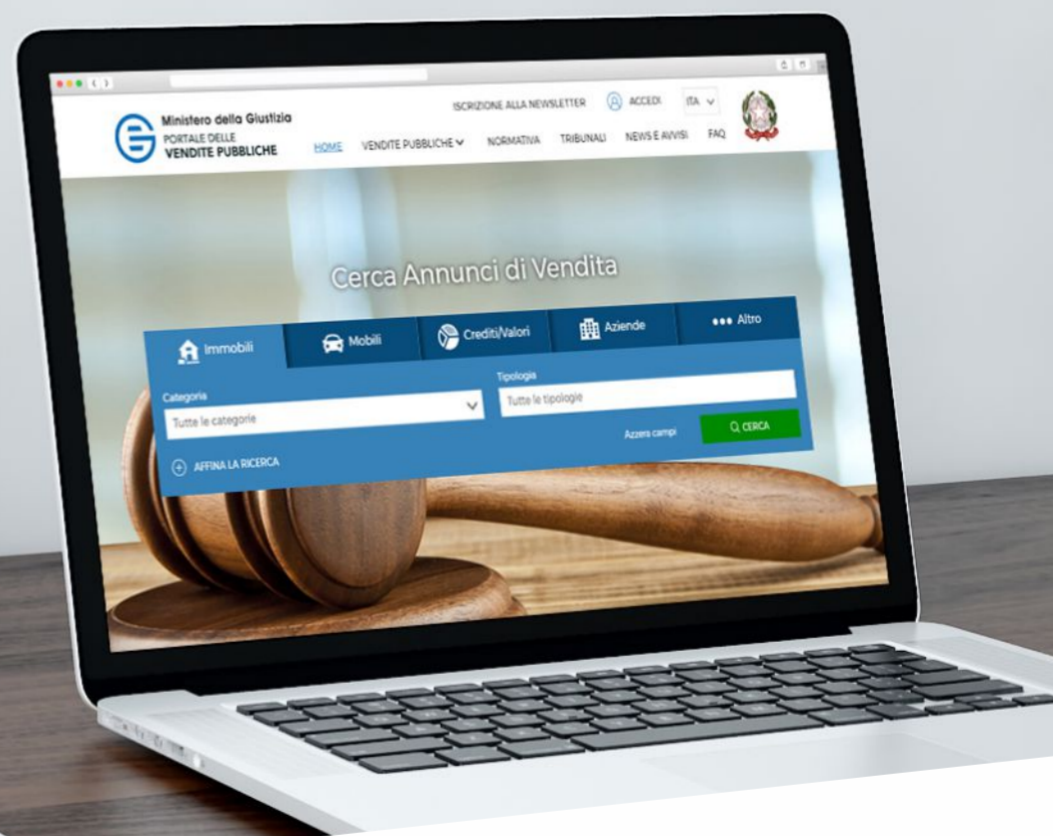 ISCRIZIONE ALLA NEWSLETTER ACCEDI ITA
Ministero della Giustizia
PORTALE DELLE
VENDITE PUBBLICHE
HOME VENDITE PUBBLICHE NORMATIVA TRIBUNALI NEWS E AVVISI FAQ
Cerca Annunci di Vendita
Immobili Mobili Crediti/Valori Aziende Altro
Categoria Tipologia
Tutte le categorie Tutte le tipologie
AFFINA LA RICERCA Azzera campi CERCA